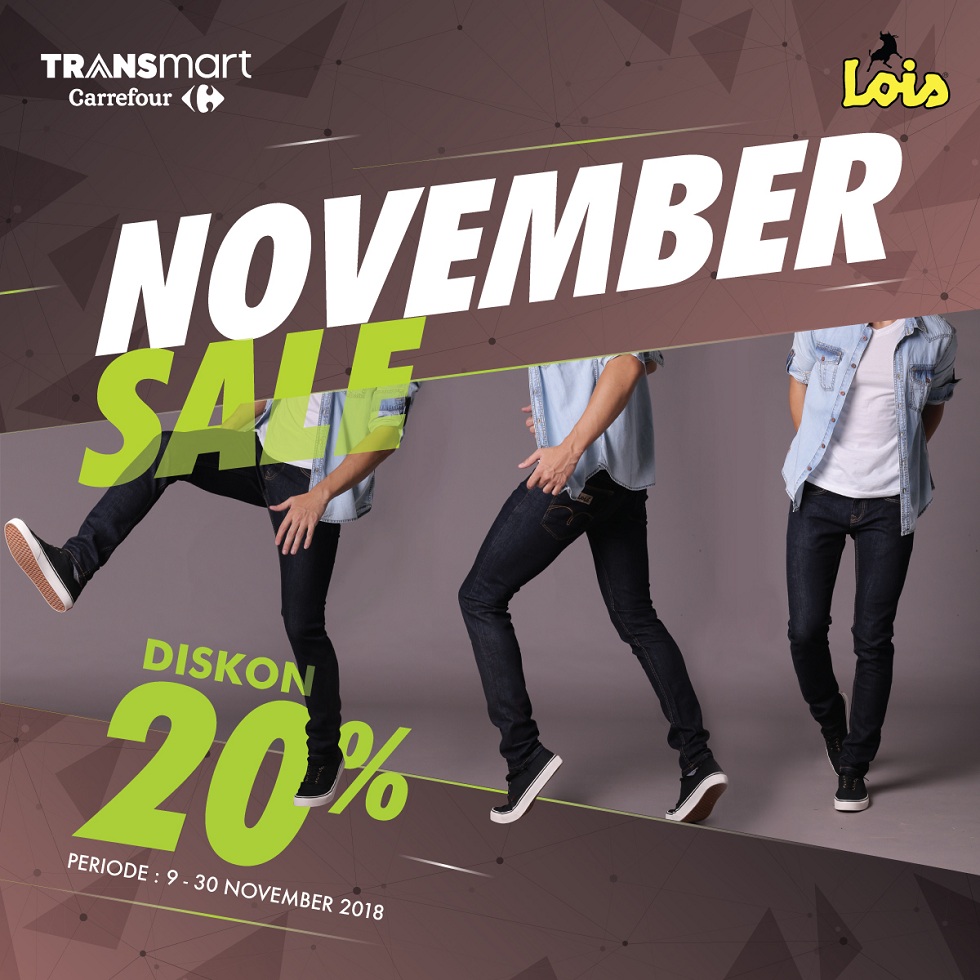 TRANSmart
Carrefour
Lois
NOVEMBER
SALE
DISKON
20%
PERIODE : 9 - 30 NOVEMBER 2018